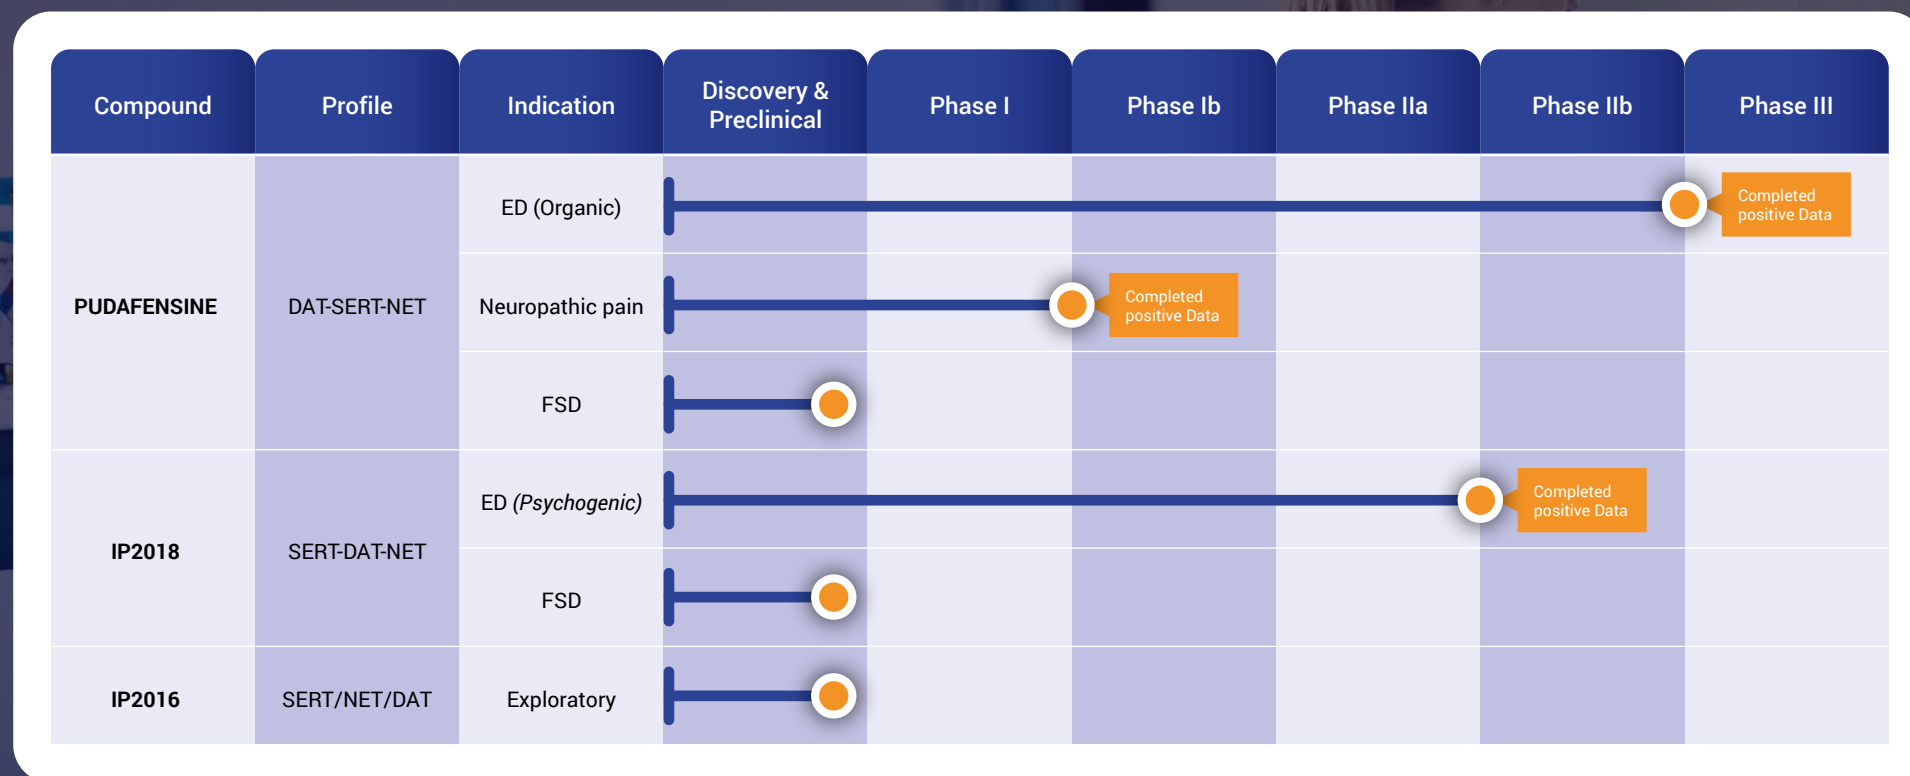 Compound
Profile
Indication
Discovery &
Preclinical
Phase I
Phase Ib
Phase IIa
Phase IIb
Phase III
PUDAFENSINE
DAT-SERT-NET
ED (Organic)
Completed
positive Data
Neuropathic pain
Completed
positive Data
FSD
IP2018
SERT-DAT-NET
ED (Psychogenic)
Completed
positive Data
FSD
IP2016
SERT/NET/DAT
Exploratory